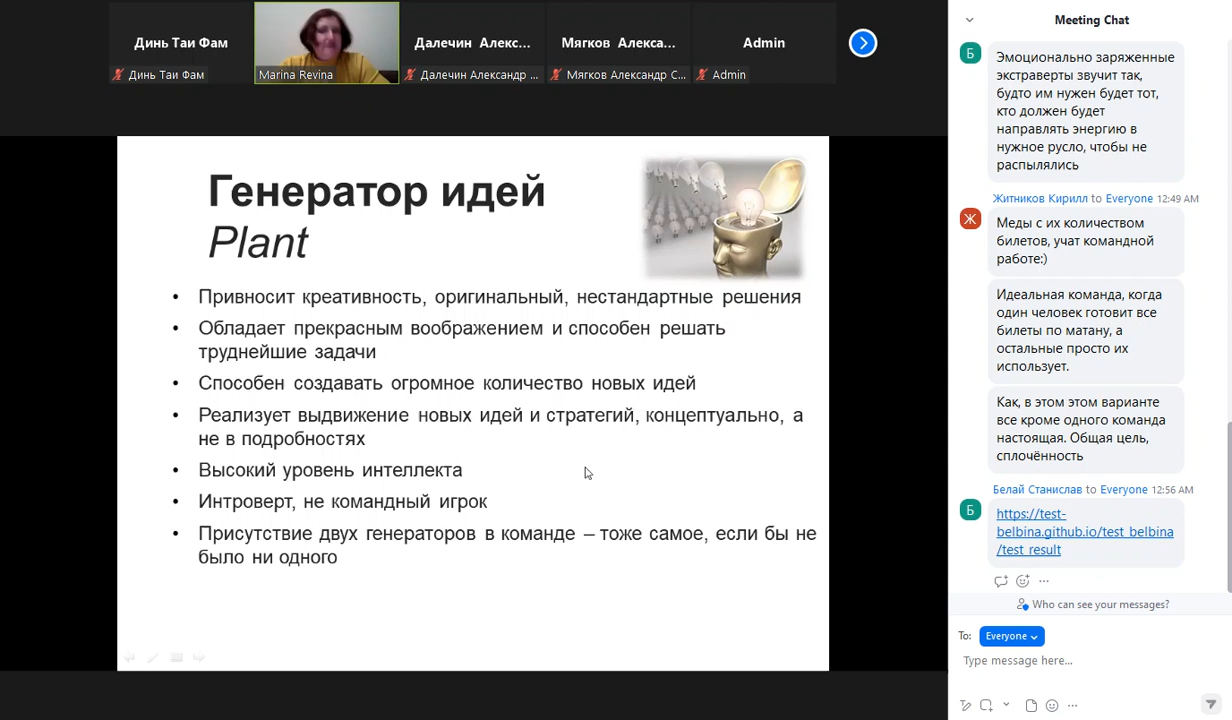 Динь Таи Фам
Далечин Алекс...
Мягков Алекса...
Admin
Динь Таи Фам
Marina Revina
Далечин Александр ...
Мягков Александр С...
Admin
Генератор идей
Plant
• Привносит креативность, оригинальный, нестандартные решения
• Обладает прекрасным воображением и способен решать
труднейшие задачи
• Способен создавать огромное количество новых идей
• Реализует выдвижение новых идей и стратегий, концептуально, а
не в подробностях
• Высокий уровень интеллекта
• Интроверт, не командный игрок
• Присутствие двух генераторов в команде – тоже самое, если бы не
было ни одного
Meeting Chat
Б
Эмоционально заряженные
экстраверты звучит так,
будто им нужен будет тот,
кто должен будет
направлять энергию в
нужное русло, чтобы не
распылялись
Житников Кирилл to Everyone 12:49 AM
Ж
Меды с их количеством
билетов, учат командной
работе:)
Идеальная команда, когда
один человек готовит все
билеты по матану, а
остальные просто их
использует.
Как, в этом этом варианте
все кроме одного команда
настоящая. Общая цель,
сплочённость
Белай Станислав to Everyone 12:56 AM
Б
https://test-
belbina.github.io/test_belbina
/test_result
Who can see your messages?
To: Everyone
Type message here...